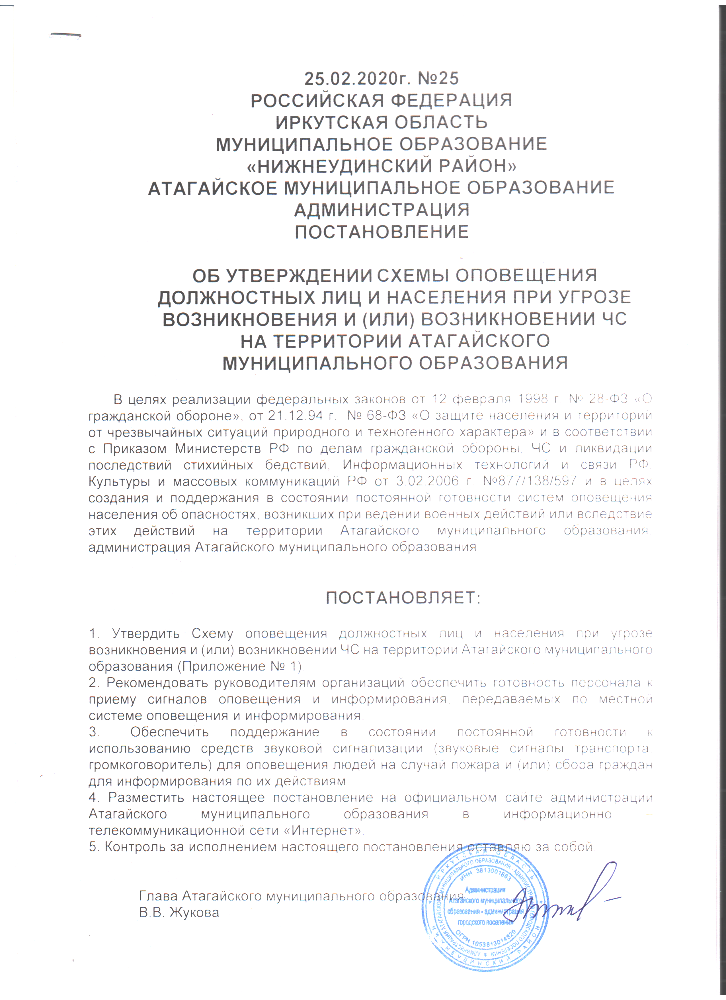 25.02.2020г. №25
РОССИЙСКАЯ ФЕДЕРАЦИЯ
ИРКУТСКАЯ ОБЛАСТЬ
МУНИЦИПАЛЬНОЕ ОБРАЗОВАНИЕ
«НИЖНЕУДИНСКИЙ РАЙОН»
АТАГАЙСКОЕ МУНИЦИПАЛЬНОЕ ОБРАЗОВАНИЕ
АДМИНИСТРАЦИЯ
ПОСТАНОВЛЕНИЕ
ОБ УТВЕРЖДЕНИИ СХЕМЫ ОПОВЕЩЕНИЯ
ДОЛЖНОСТНЫХ ЛИЦ И НАСЕЛЕНИЯ ПРИ УГРОЗЕ
ВОЗНИКНОВЕНИЯ И (ИЛИ) ВОЗНИКНОВЕНИИ ЧС
НА ТЕРРИТОРИИ АТАГАЙСКОГО
МУНИЦИПАЛЬНОГО ОБРАЗОВАНИЯ
В целях реализации федеральных законов от 12 февраля 1998 г. № 28-ФЗ «О
гражданской обороне», от 21.12.94 г. № 68-ФЗ «О защите населения и территорий
от чрезвычайных ситуаций природного и техногенного характера» и в соответствии
с Приказом Министерств РФ по делам гражданской обороны, ЧС и ликвидации
последствий стихийных бедствий, Информационных технологий и связи РФ,
Культуры и массовых коммуникаций РФ от 3.02.2006 г. №877/138/597 и в целях
создания и поддержания в состоянии постоянной готовности систем оповещения
населения об опасностях, возникших при ведении военных действий или вследствие
этих действий на территории Атагайского муниципального образования,
администрация Атагайского муниципального образования
ПОСТАНОВЛЯЕТ:
1. Утвердить Схему оповещения должностных лиц и населения при угрозе
возникновения и (или) возникновении ЧС на территории Атагайского муниципального
образования (Приложение № 1).
2. Рекомендовать руководителям организаций обеспечить готовность персонала к
приему сигналов оповещения и информирования, передаваемых по местной
системе оповещения и информирования.
3. Обеспечить поддержание в состоянии постоянной готовности к
использованию средств звуковой сигнализации (звуковые сигналы транспорта,
громкоговоритель) для оповещения людей на случай пожара и (или) сбора граждан
для информирования по их действиям.
4. Разместить настоящее постановление на официальном сайте администрации
Атагайского муниципального образования в информационно –
телекоммуникационной сети «Интернет».
5. Контроль за исполнением настоящего постановления оставляю за собой
Глава Атагайского муниципального образования
В.В. Жукова
ИРКУТСКАЯ ОБЛАСТЬ
НИЖНЕУДИНСКИЙ РАЙОН
АДМИНИСТРАЦИЯ АТАГАЙСКОГО МУНИЦИПАЛЬНОГО ОБРАЗОВАНИЯ - АДМИНИСТРАЦИЯ ГОРОДСКОГО ПОСЕЛЕНИЯ
ИНН 3813001663
Администрация
Атагайского муниципального
образования - администрация
городского поселения
ОГРН 1053813014820